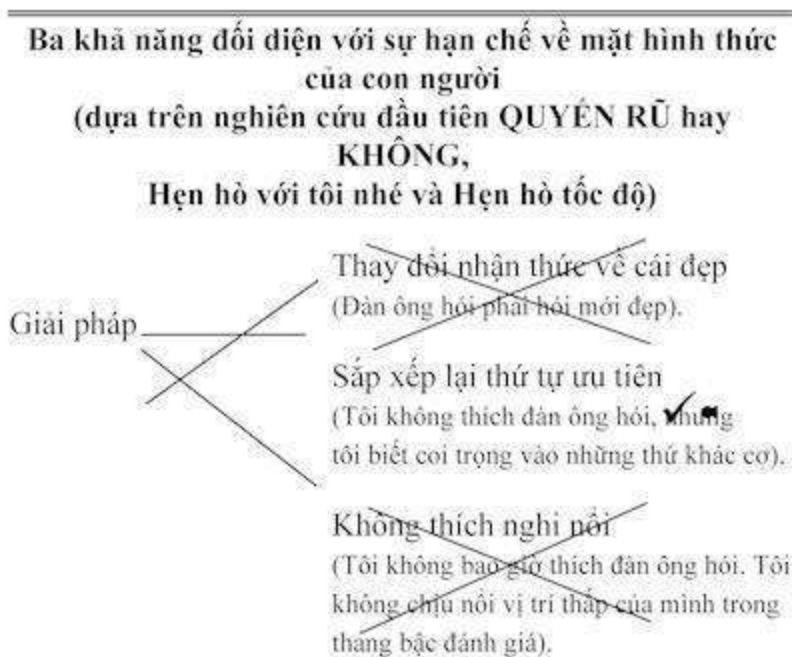 Ba khả năng đối diện với sự hạn chế về mặt hình thức
của con người
(dựa trên nghiên cứu đầu tiên QUYẾN RŨ hay
KHÔNG,
Hẹn hò với tôi nhé và Hẹn hò tốc độ)
Thay đổi nhận thức về cái đẹp
(Đàn ông hói phải hói mới đẹp).
Giải pháp
Sắp xếp lại thứ tự ưu tiên
(Tôi không thích đàn ông hói, nhưng
tôi biết coi trọng vào những thứ khác cơ).
Không thích nghi nổi
(Tôi không bao giờ thích đàn ông hói. Tôi
không chịu nổi vị trí thấp của mình trong
thang bậc đánh giá).